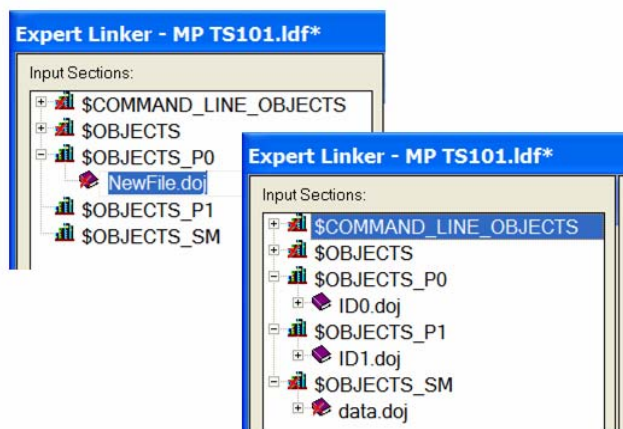 Expert Linker - MP TS101.ldf*
Input Sections:
$COMMAND_LINE_OBJECTS
$OBJECTS
$OBJECTS_P0
NewFile.doj
$OBJECTS_P1
$OBJECTS_SM
Expert Linker - MP TS101.ldf*
Input Sections:
$COMMAND_LINE_OBJECTS
$OBJECTS
$OBJECTS_P0
ID0.doj
$OBJECTS_P1
ID1.doj
$OBJECTS_SM
data.doj